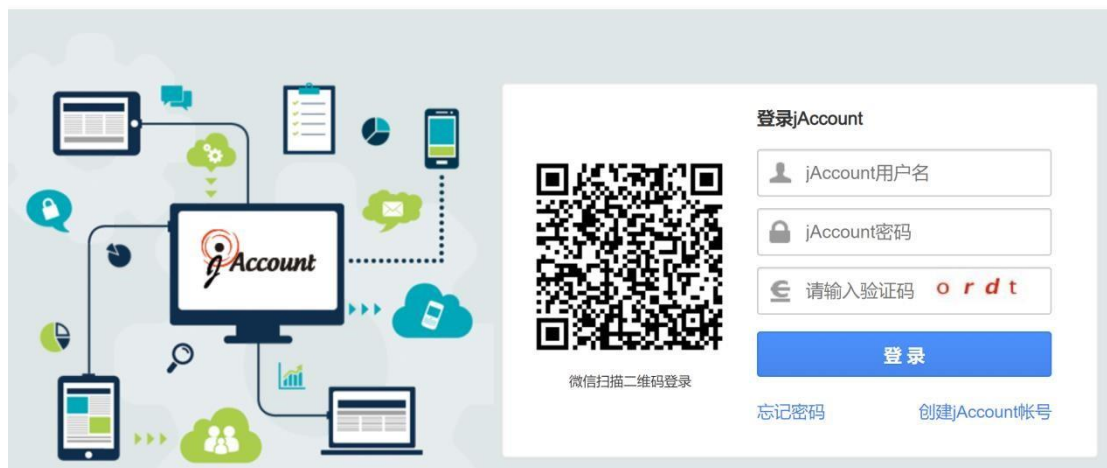 jAccount
微信扫描二维码登录
登录jAccount
jAccount用户名
jAccount密码
请输入验证码 o r d t
登 录
忘记密码 创建jAccount帐号